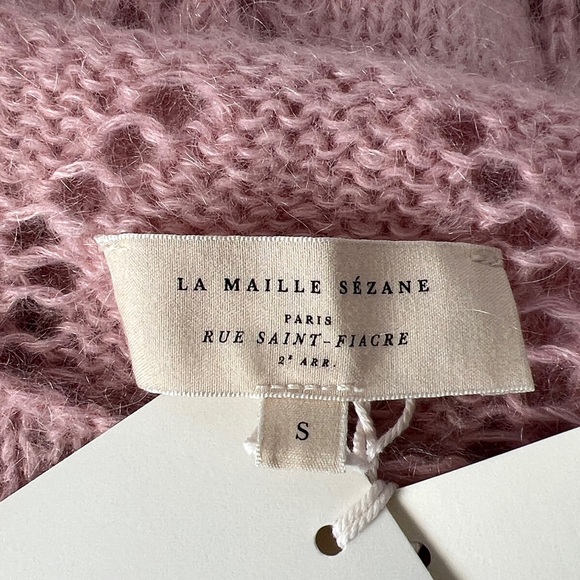 LA MAILLE SÉZANE
PARIS
RUE SAINT-FIACRE
2e ARR.
S